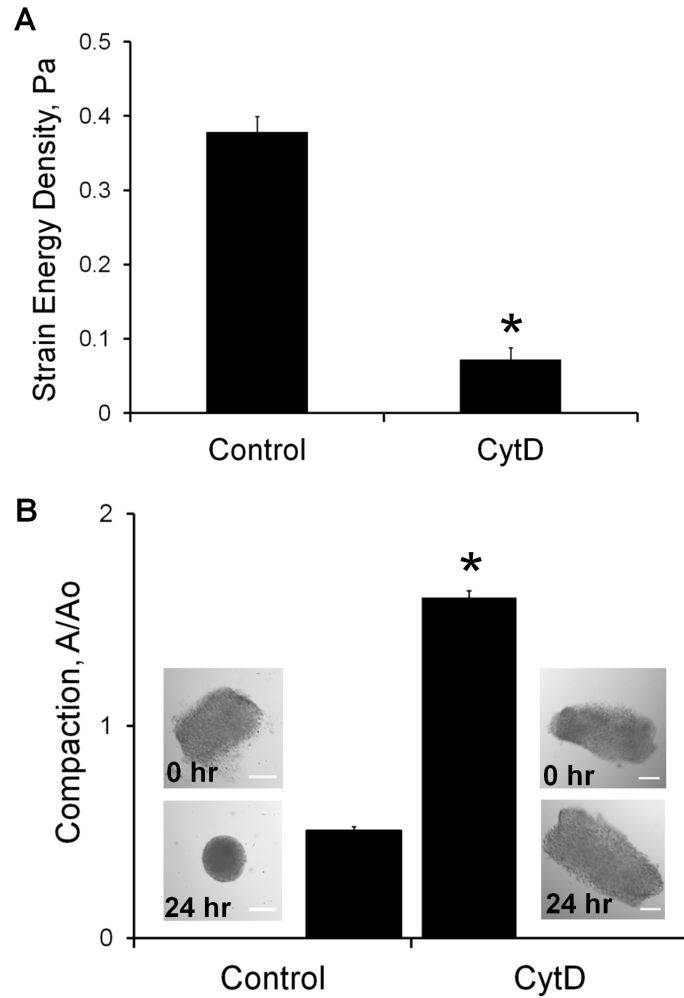 A
Strain Energy Density, Pa
0.5
0.4
0.3
0.2
0.1
0
*
Control
CytD
B
Compaction, A/Ao
2
1
0
*
0 hr
24 hr
0 hr
24 hr
Control
CytD